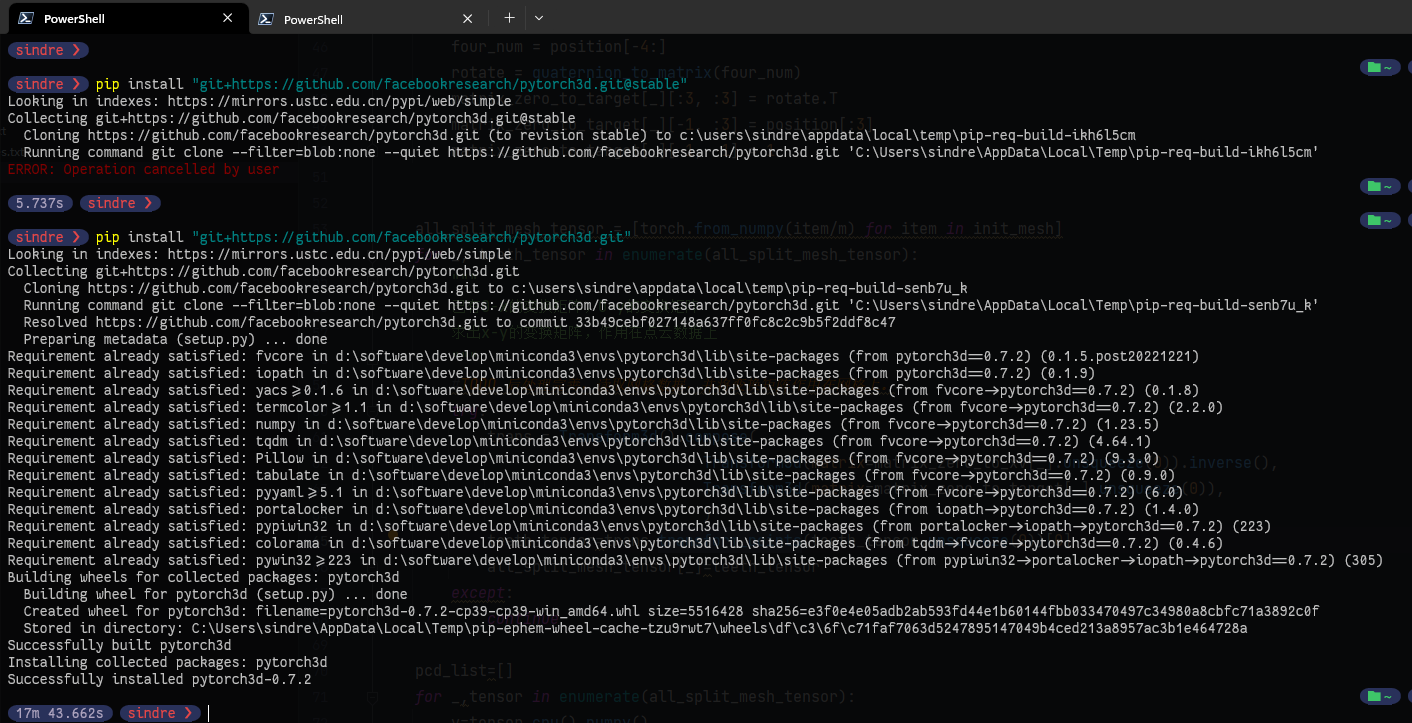 PowerShell
PowerShell
sindre ❯
sindre ❯ pip install "git+https://github.com/facebookresearch/pytorch3d.git@stable"
Looking in indexes: https://mirrors.ustc.edu.cn/pypi/web/simple
Collecting git+https://github.com/facebookresearch/pytorch3d.git@stable
Cloning https://github.com/facebookresearch/pytorch3d.git (to revision stable) to c:\users\sindre\appdata\local\temp\pip-req-build-ikh6l5cm
Running command git clone --filter=blob:none --quiet https://github.com/facebookresearch/pytorch3d.git 'C:\Users\sindre\AppData\Local\Temp\pip-req-build-ikh6l5cm'
ERROR: Operation cancelled by user
5.737s sindre ❯
sindre ❯ pip install "git+https://github.com/facebookresearch/pytorch3d.git"
Looking in indexes: https://mirrors.ustc.edu.cn/pypi/web/simple
Collecting git+https://github.com/facebookresearch/pytorch3d.git
Cloning https://github.com/facebookresearch/pytorch3d.git to c:\users\sindre\appdata\local\temp\pip-req-build-senb7u_k
Running command git clone --filter=blob:none --quiet https://github.com/facebookresearch/pytorch3d.git 'C:\Users\sindre\AppData\Local\Temp\pip-req-build-senb7u_k'
Resolved https://github.com/facebookresearch/pytorch3d.git to commit 33b49cebf027148a637ff0fc8c2c9b5f2ddf8c47
Preparing metadata (setup.py) ... done
Requirement already satisfied: fvcore in d:\software\develop\miniconda3\envs\pytorch3d\lib\site-packages (from pytorch3d==0.7.2) (0.1.5.post20221221)
Requirement already satisfied: iopath in d:\software\develop\miniconda3\envs\pytorch3d\lib\site-packages (from pytorch3d==0.7.2) (0.1.9)
Requirement already satisfied: yacs>=0.1.6 in d:\software\develop\miniconda3\envs\pytorch3d\lib\site-packages (from fvcore->pytorch3d==0.7.2) (0.1.8)
Requirement already satisfied: termcolor>=1.1 in d:\software\develop\miniconda3\envs\pytorch3d\lib\site-packages (from fvcore->pytorch3d==0.7.2) (2.2.0)
Requirement already satisfied: numpy in d:\software\develop\miniconda3\envs\pytorch3d\lib\site-packages (from fvcore->pytorch3d==0.7.2) (1.23.5)
Requirement already satisfied: tqdm in d:\software\develop\miniconda3\envs\pytorch3d\lib\site-packages (from fvcore->pytorch3d==0.7.2) (4.64.1)
Requirement already satisfied: Pillow in d:\software\develop\miniconda3\envs\pytorch3d\lib\site-packages (from fvcore->pytorch3d==0.7.2) (9.3.0)
Requirement already satisfied: tabulate in d:\software\develop\miniconda3\envs\pytorch3d\lib\site-packages (from fvcore->pytorch3d==0.7.2) (0.9.0)
Requirement already satisfied: pyyaml>=5.1 in d:\software\develop\miniconda3\envs\pytorch3d\lib\site-packages (from fvcore->pytorch3d==0.7.2) (6.0)
Requirement already satisfied: portalocker in d:\software\develop\miniconda3\envs\pytorch3d\lib\site-packages (from iopath->pytorch3d==0.7.2) (1.4.0)
Requirement already satisfied: pypiwin32 in d:\software\develop\miniconda3\envs\pytorch3d\lib\site-packages (from portalocker->iopath->pytorch3d==0.7.2) (223)
Requirement already satisfied: colorama in d:\software\develop\miniconda3\envs\pytorch3d\lib\site-packages (from tqdm->fvcore->pytorch3d==0.7.2) (0.4.6)
Requirement already satisfied: pywin32>=223 in d:\software\develop\miniconda3\envs\pytorch3d\lib\site-packages (from pypiwin32->portalocker->iopath->pytorch3d==0.7.2) (305)
Building wheels for collected packages: pytorch3d
Building wheel for pytorch3d (setup.py) ... done
Created wheel for pytorch3d: filename=pytorch3d-0.7.2-cp39-cp39-win_amd64.whl size=5516428 sha256=e3f0e4e05adb2ab593fd44e1b60144fbb033470497c34980a8cbfc71a3892c0f
Stored in directory: C:\Users\sindre\AppData\Local\Temp\pip-ephem-wheel-cache-tzu9rwt7\wheels\df\c3\6f\c71faf7063d5247895147049b4ced213a8957ac3b1e464728a
Successfully built pytorch3d
Installing collected packages: pytorch3d
Successfully installed pytorch3d-0.7.2
17m 43.662s sindre ❯
four_num = position[-4:]
rotate = quaternion_to_matrix(four_num)
all_split_mesh_tensor = [torch.from_numpy(item/m) for item in init_mesh]
except:
pcd_list=[]
for _,tensor in enumerate(all_split_mesh_tensor):